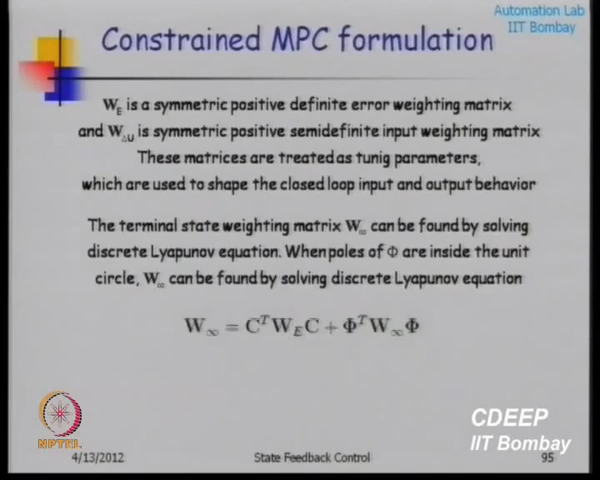 Automation Lab
IIT Bombay
Constrained MPC formulation
W_E is a symmetric positive definite error weighting matrix
and W_ΔU is symmetric positive semidefinite input weighting matrix
These matrices are treated as tunig parameters,
which are used to shape the closed loop input and output behavior
The terminal state weighting matrix W_∞ can be found by solving
discrete Lyapunov equation. When poles of Φ are inside the unit
circle, W_∞ can be found by solving discrete Lyapunov equation
W_∞ = C^T W_E C + Φ^T W_∞ Φ
NPTEL
CDEEP
IIT Bombay
4/13/2012
State Feedback Control
95